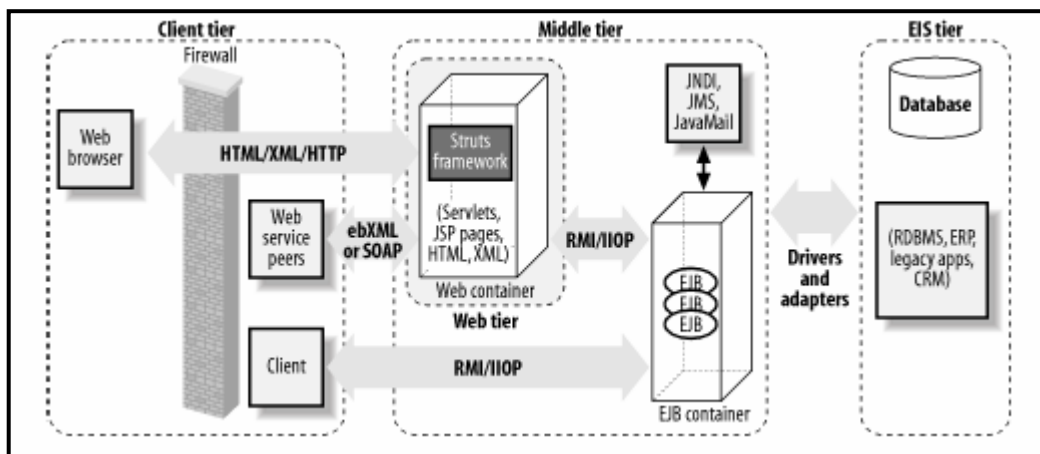 Client tier
Middle tier
EIS tier
Firewall
Web
browser
HTML/XML/HTTP
Web
service
peers
ebXML
or SOAP
Client
RMI/IIOP
Struts
framework
(Servlets,
JSP pages,
HTML, XML)
Web container
Web tier
RMI/IIOP
JNDI,
JMS,
JavaMail
EJB
EJB
EJB
EJB container
Drivers
and
adapters
Database
(RDBMS, ERP,
legacy apps,
CRM)